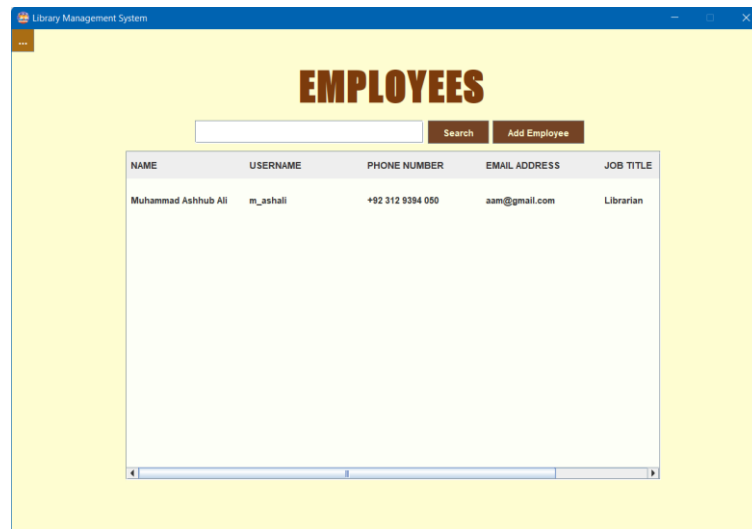 Library Management System
...
EMPLOYEES
Search Add Employee
NAME USERNAME PHONE NUMBER EMAIL ADDRESS JOB TITLE
Muhammad Ashhub Ali m_ashali +92 312 9394 050 aam@gmail.com Librarian